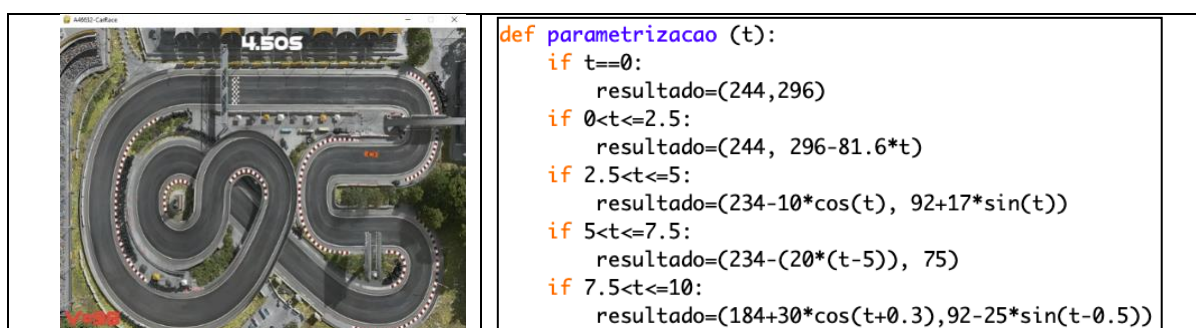 A46632-CarRace
4.50S
V=98
def parametrizacao (t):
    if t==0:
        resultado=(244,296)
    if 0<t<=2.5:
        resultado=(244, 296-81.6*t)
    if 2.5<t<=5:
        resultado=(234-10*cos(t), 92+17*sin(t))
    if 5<t<=7.5:
        resultado=(234-(20*(t-5)), 75)
    if 7.5<t<=10:
        resultado=(184+30*cos(t+0.3),92-25*sin(t-0.5))